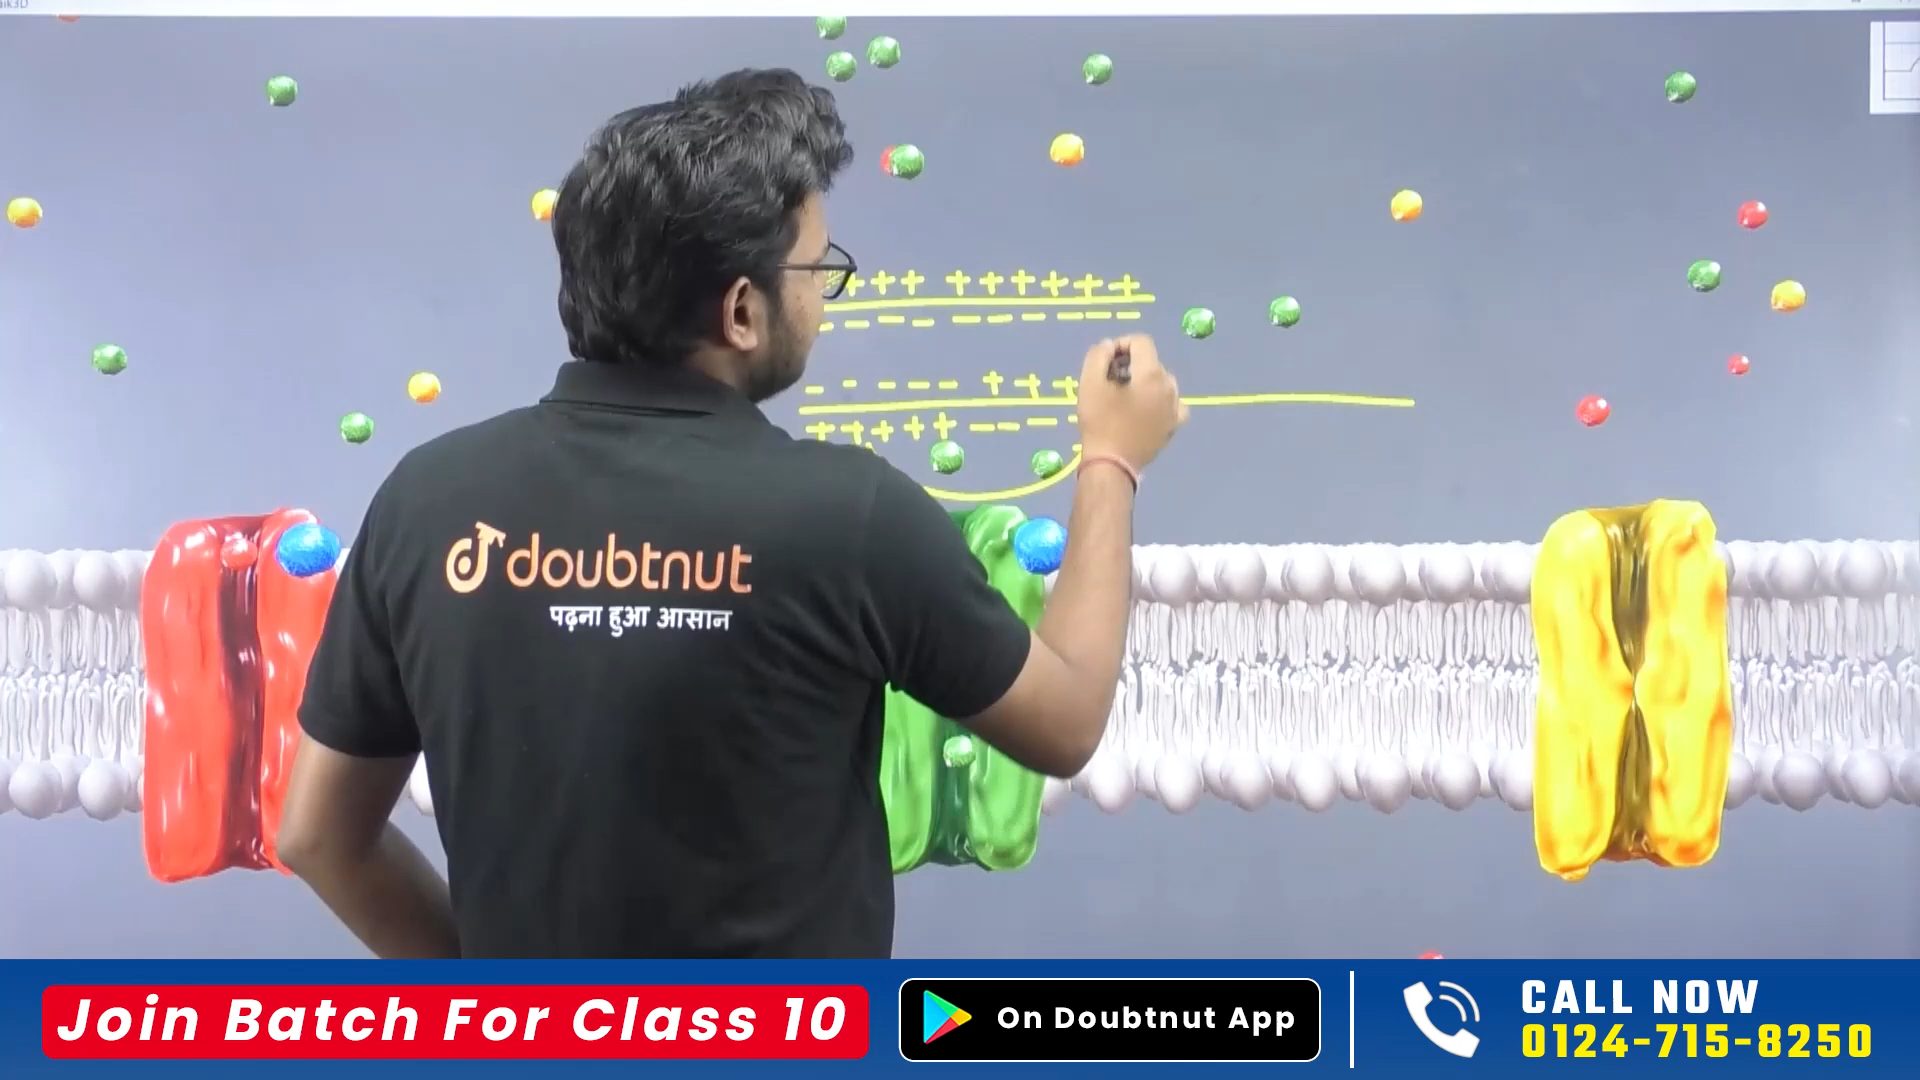 +++ ++++++
- - - - - - - - - -
- - - - - +++
+++++ - - - -
doubtnut
पढ़ना हुआ आसान
Join Batch For Class 10
On Doubtnut App
CALL NOW
0124-715-8250